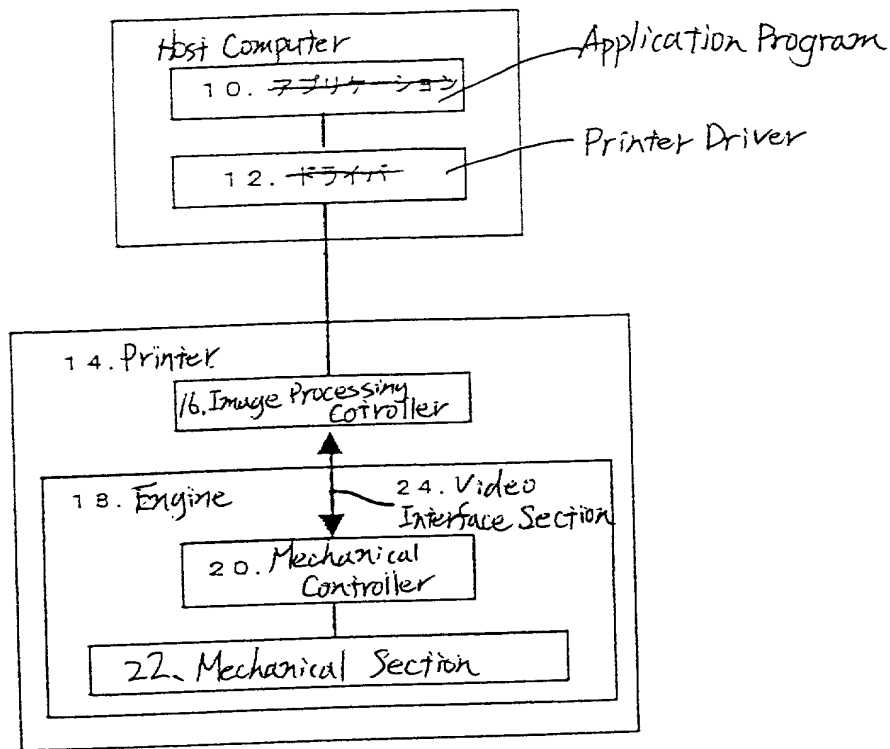 Host Computer
Application Program
10. アプリケーション
Printer Driver
12. ドライバ
14. Printer
16. Image Processing
Cotroller
18. Engine
24. Video
Interface Section
20. Mechanical
Controller
22. Mechanical Section